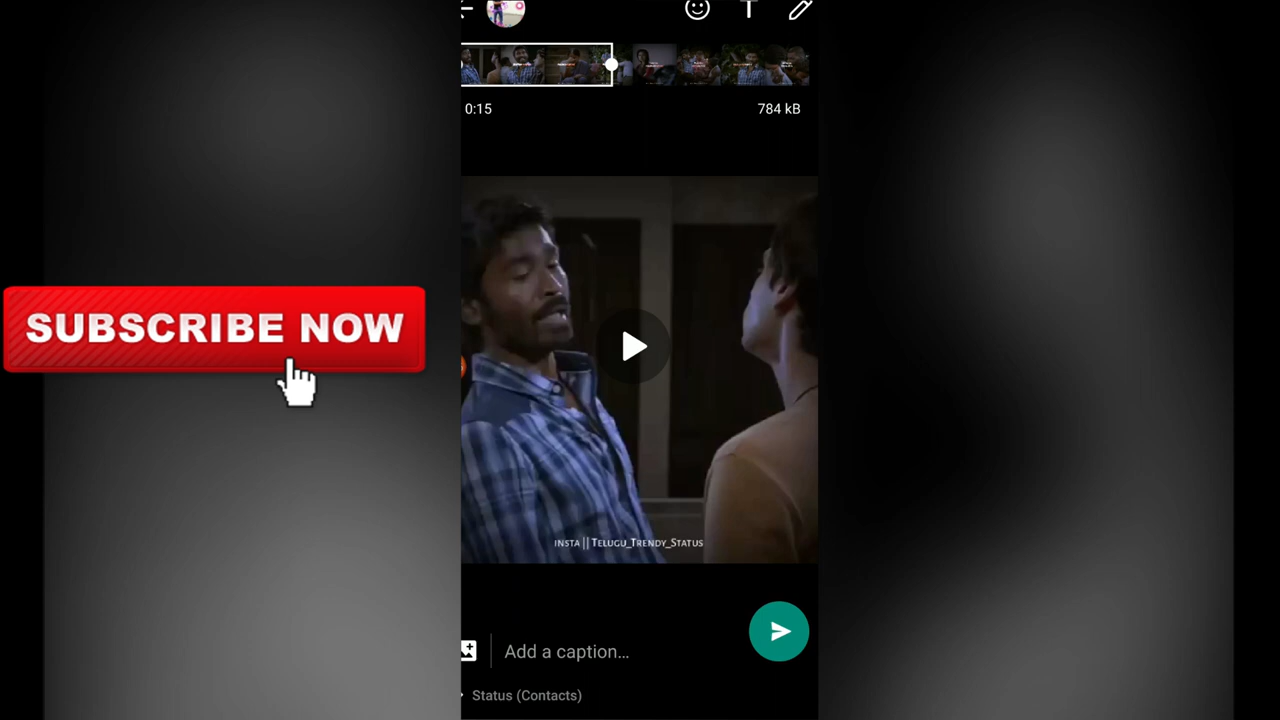 T
0:15
784 kB
SUBSCRIBE NOW
INSTA || TELUGU_TRENDY_STATUS
Add a caption...
Status (Contacts)